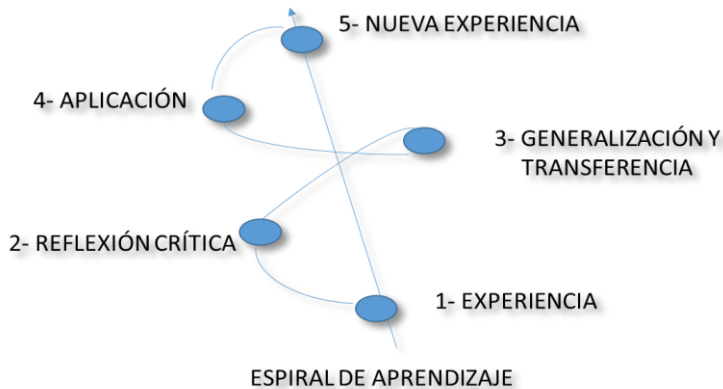 5- NUEVA EXPERIENCIA
4- APLICACIÓN
3- GENERALIZACIÓN Y
TRANSFERENCIA
2- REFLEXIÓN CRÍTICA
1- EXPERIENCIA
ESPIRAL DE APRENDIZAJE